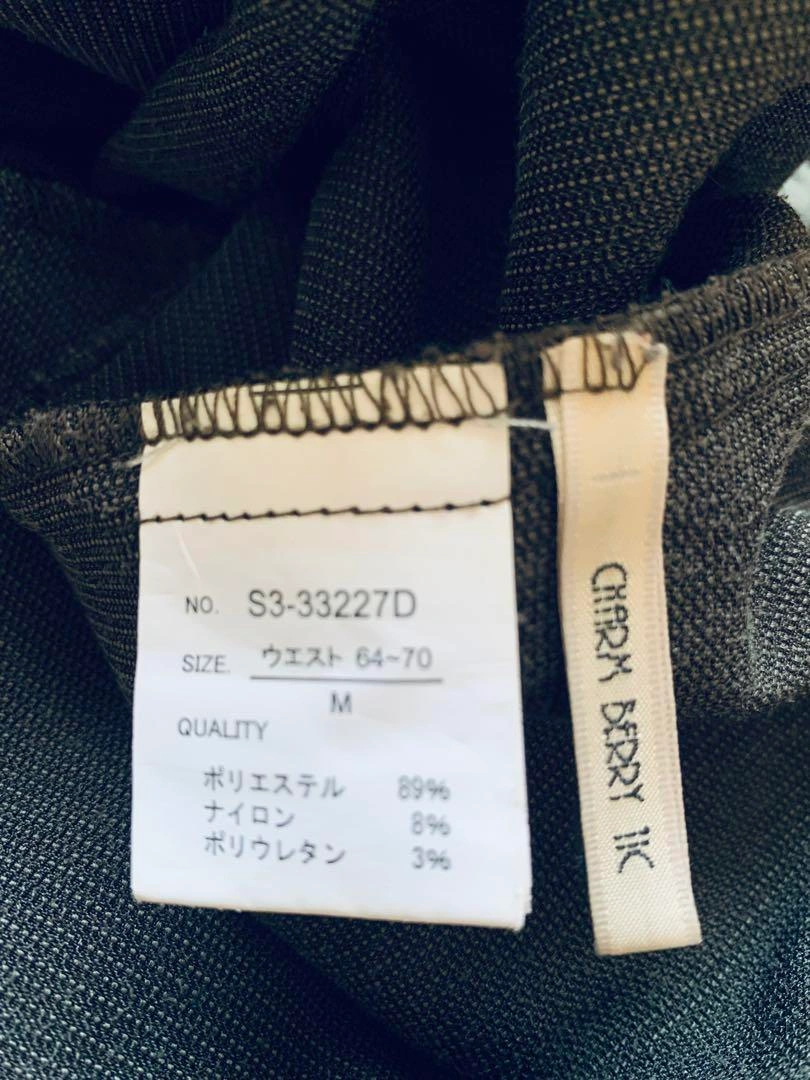 NO. S3-33227D
SIZE. ウエスト 64~70
M
QUALITY
ポリエステル 89%
ナイロン 8%
ポリウレタン 3%
CHARM BERRY